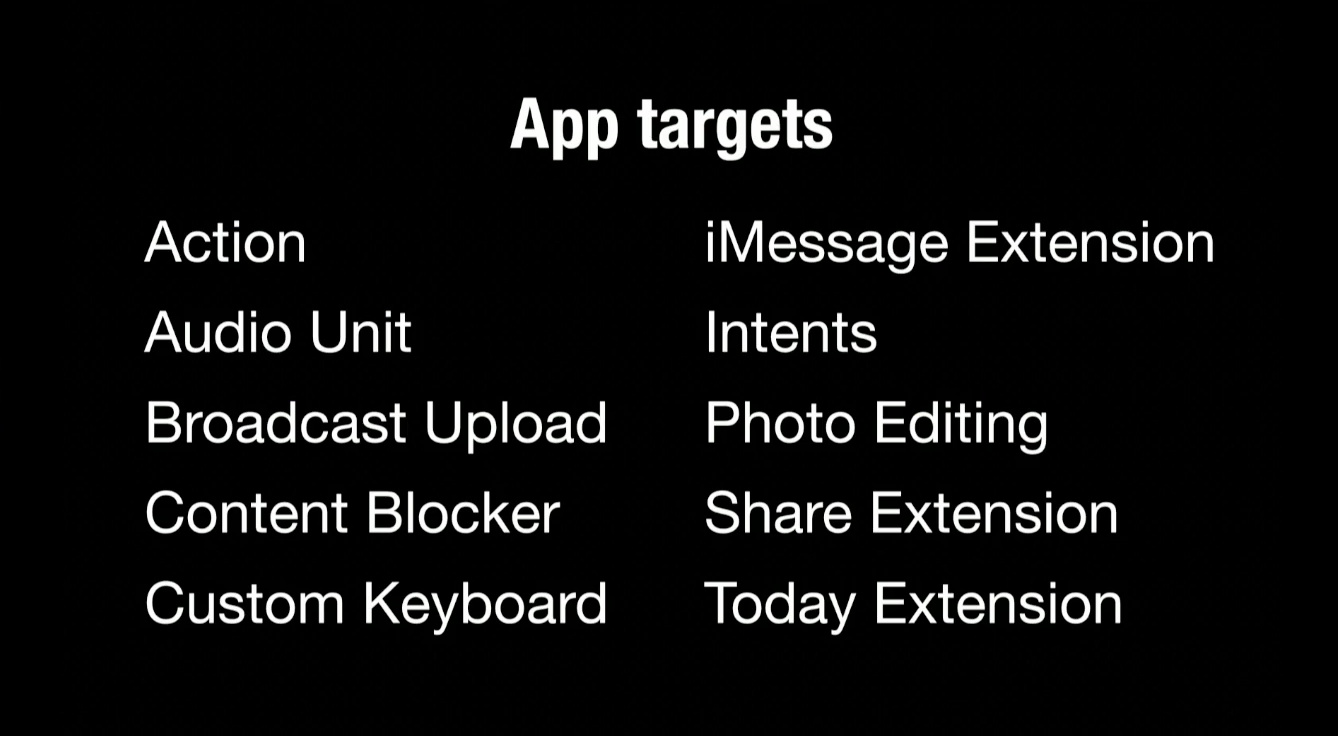 App targets
Action
Audio Unit
Broadcast Upload
Content Blocker
Custom Keyboard
iMessage Extension
Intents
Photo Editing
Share Extension
Today Extension